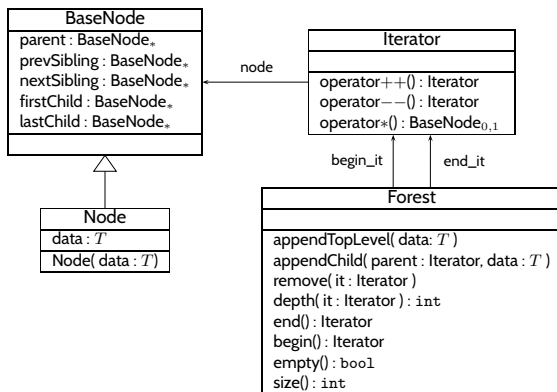 BaseNode
parent : BaseNode*
prevSibling : BaseNode*
nextSibling : BaseNode*
firstChild : BaseNode*
lastChild : BaseNode*
node
Iterator
operator++() : Iterator
operator−−() : Iterator
operator*() : BaseNode0,1
begin_it
end_it
Node
data : T
Node( data : T)
Forest
appendTopLevel( data: T )
appendChild( parent : Iterator, data : T )
remove( it : Iterator )
depth( it : Iterator ) : int
end() : Iterator
begin() : Iterator
empty() : bool
size() : int